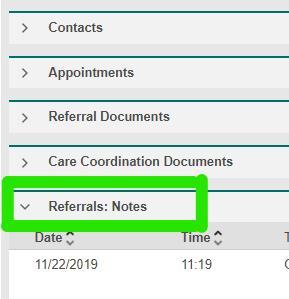 Contacts
Appointments
Referral Documents
Care Coordination Documents
Referrals: Notes
Date Time
11/22/2019 11:19